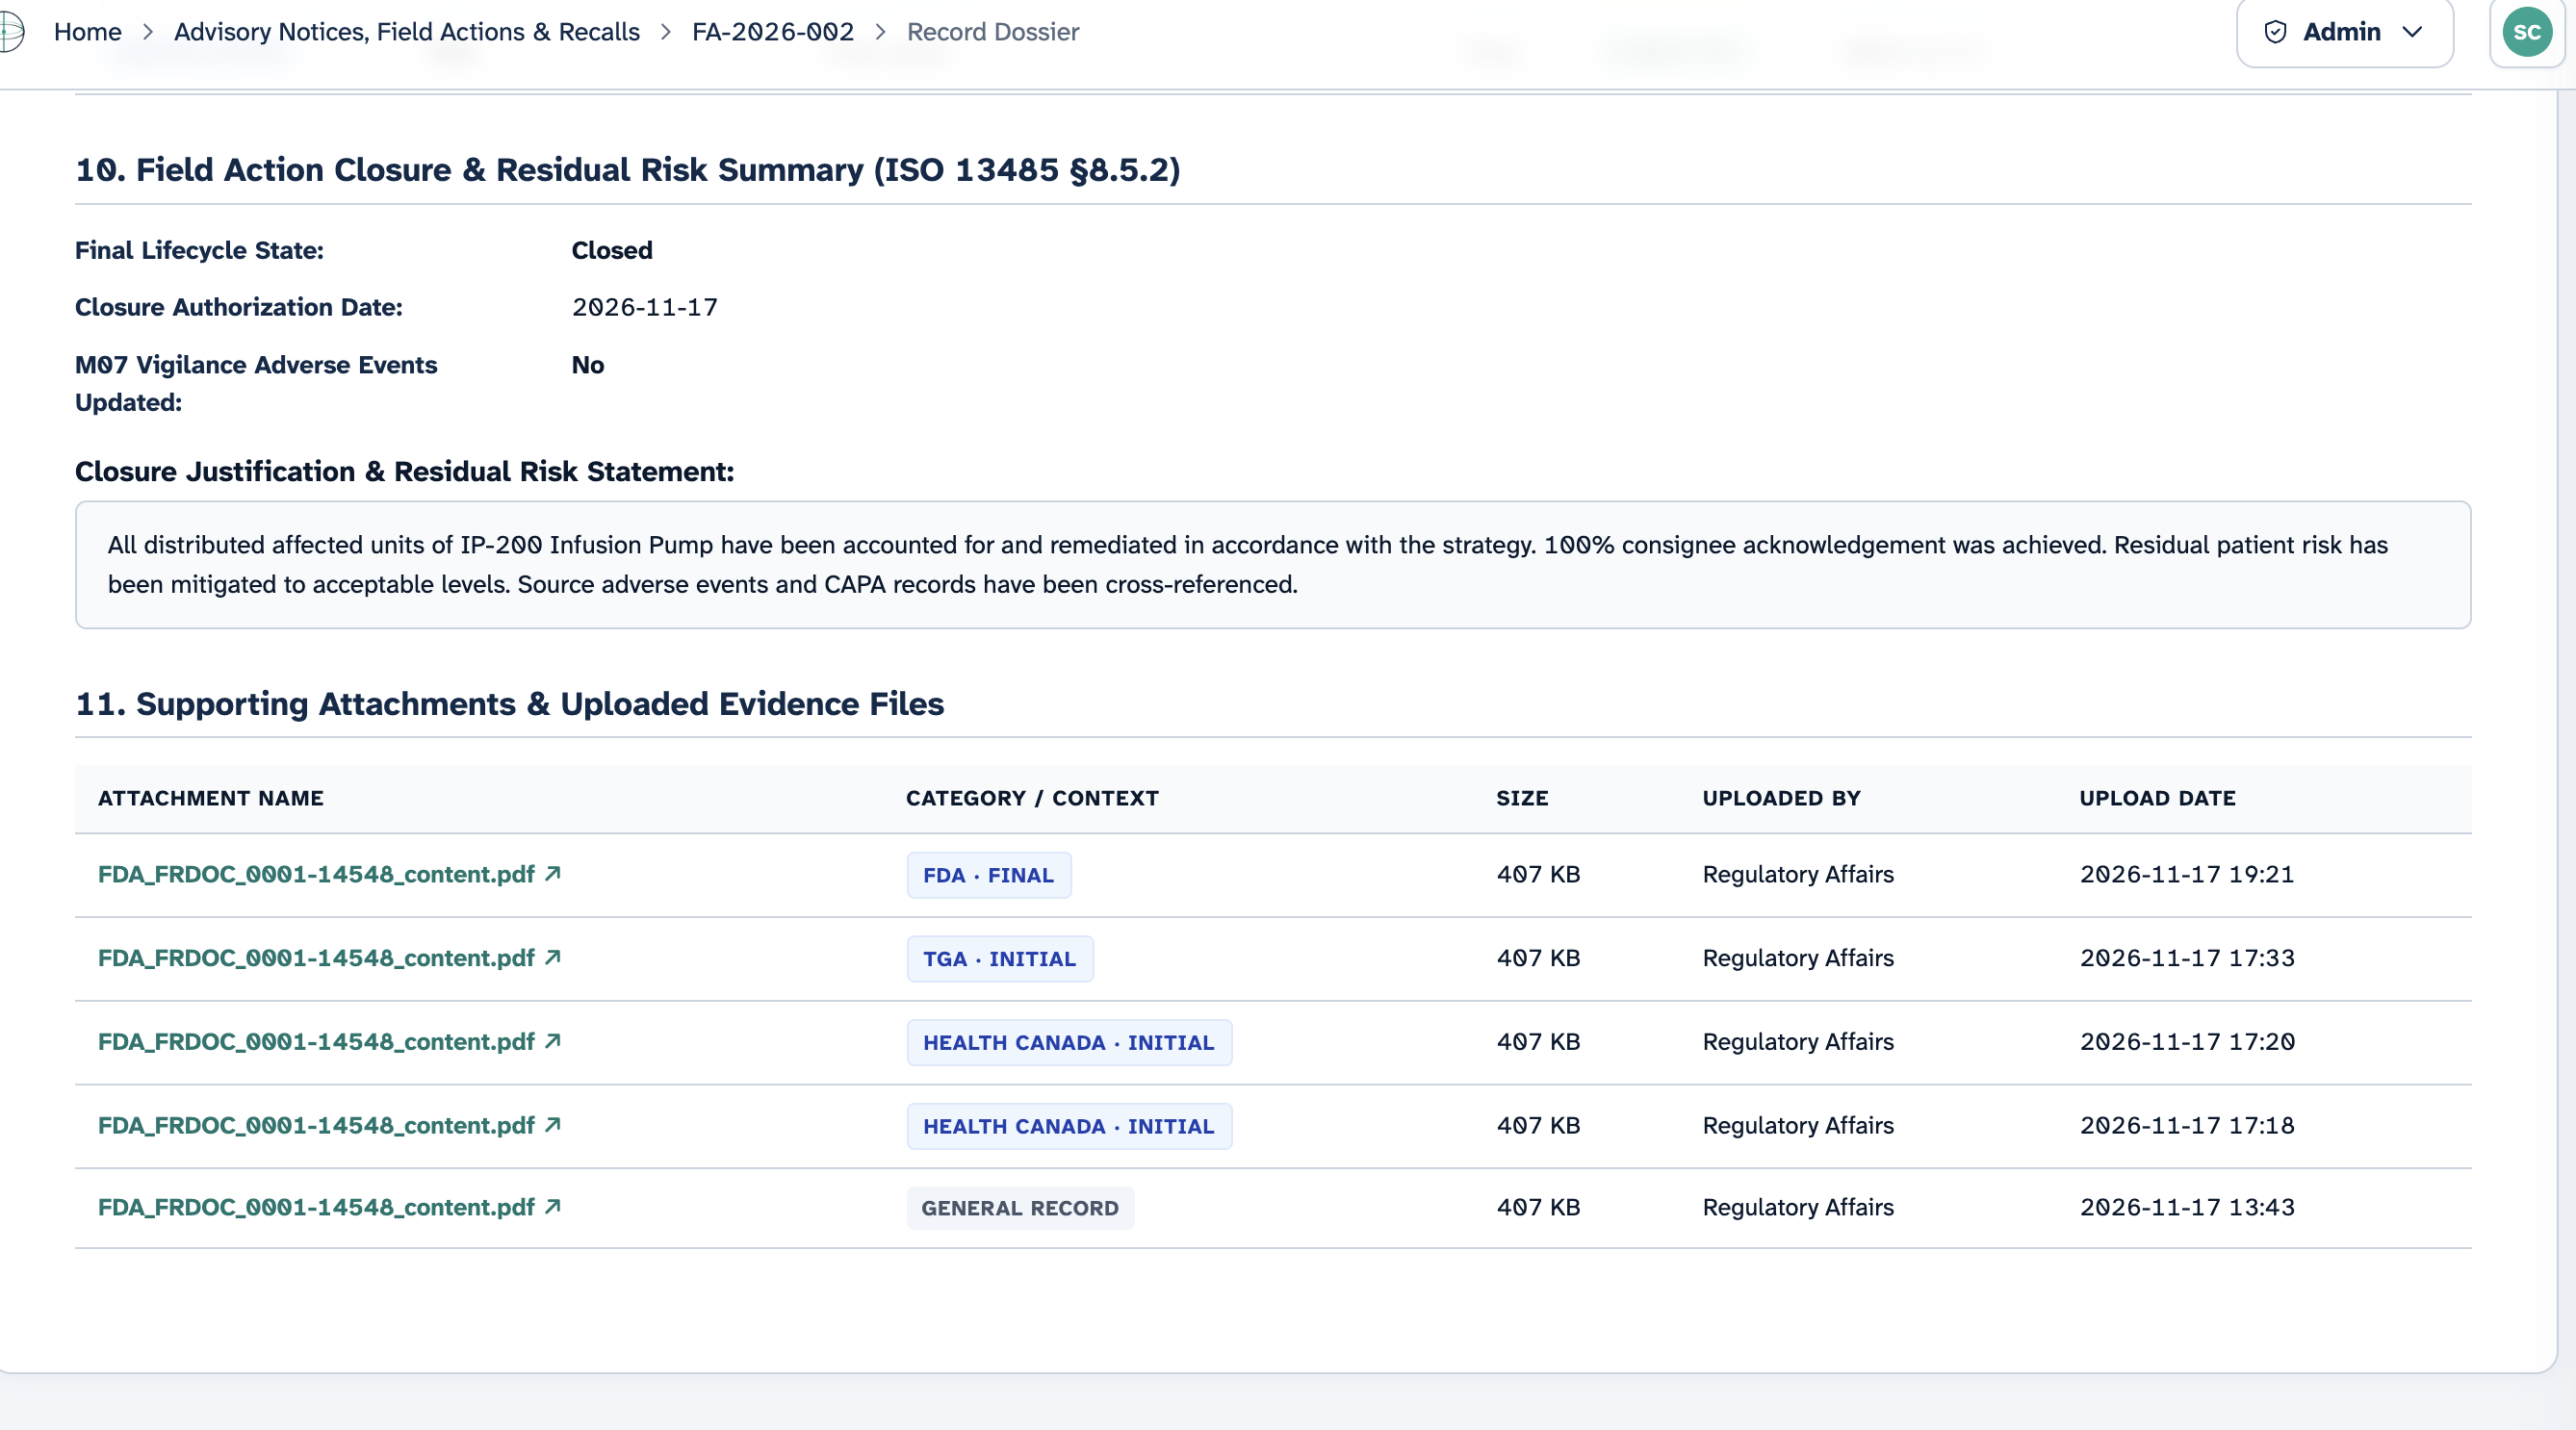 Home > Advisory Notices, Field Actions & Recalls > FA-2026-002 > Record Dossier
Admin
SC
10. Field Action Closure & Residual Risk Summary (ISO 13485 §8.5.2)
Final Lifecycle State: Closed
Closure Authorization Date: 2026-11-17
M07 Vigilance Adverse Events No
Updated:
Closure Justification & Residual Risk Statement:
All distributed affected units of IP-200 Infusion Pump have been accounted for and remediated in accordance with the strategy. 100% consignee acknowledgement was achieved. Residual patient risk has
been mitigated to acceptable levels. Source adverse events and CAPA records have been cross-referenced.
11. Supporting Attachments & Uploaded Evidence Files
ATTACHMENT NAME CATEGORY / CONTEXT SIZE UPLOADED BY UPLOAD DATE
FDA_FRDOC_0001-14548_content.pdf ↗ FDA · FINAL 407 KB Regulatory Affairs 2026-11-17 19:21
FDA_FRDOC_0001-14548_content.pdf ↗ TGA · INITIAL 407 KB Regulatory Affairs 2026-11-17 17:33
FDA_FRDOC_0001-14548_content.pdf ↗ HEALTH CANADA · INITIAL 407 KB Regulatory Affairs 2026-11-17 17:20
FDA_FRDOC_0001-14548_content.pdf ↗ HEALTH CANADA · INITIAL 407 KB Regulatory Affairs 2026-11-17 17:18
FDA_FRDOC_0001-14548_content.pdf ↗ GENERAL RECORD 407 KB Regulatory Affairs 2026-11-17 13:43